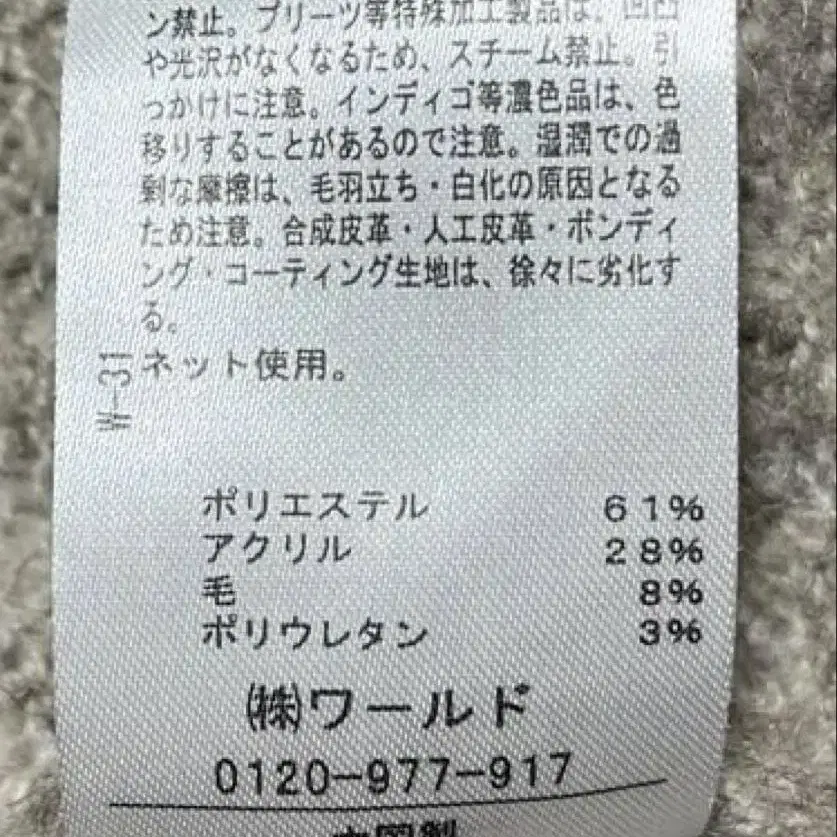 ン禁止。プリーツ等特殊加工製品は、凹凸
や光沢がなくなるため、スチーム禁止。引
っかけに注意。インディゴ等濃色品は、色
移りすることがあるので注意。湿潤での過
剰な摩擦は、毛羽立ち・白化の原因となる
ため注意。合成皮革・人工皮革・ボンディ
ング・コーティング生地は、徐々に劣化す
る。
ネット使用。
W-31
ポリエステル 61%
アクリル 28%
毛 8%
ポリウレタン 3%
㈱ワールド
0120-977-917
中国製